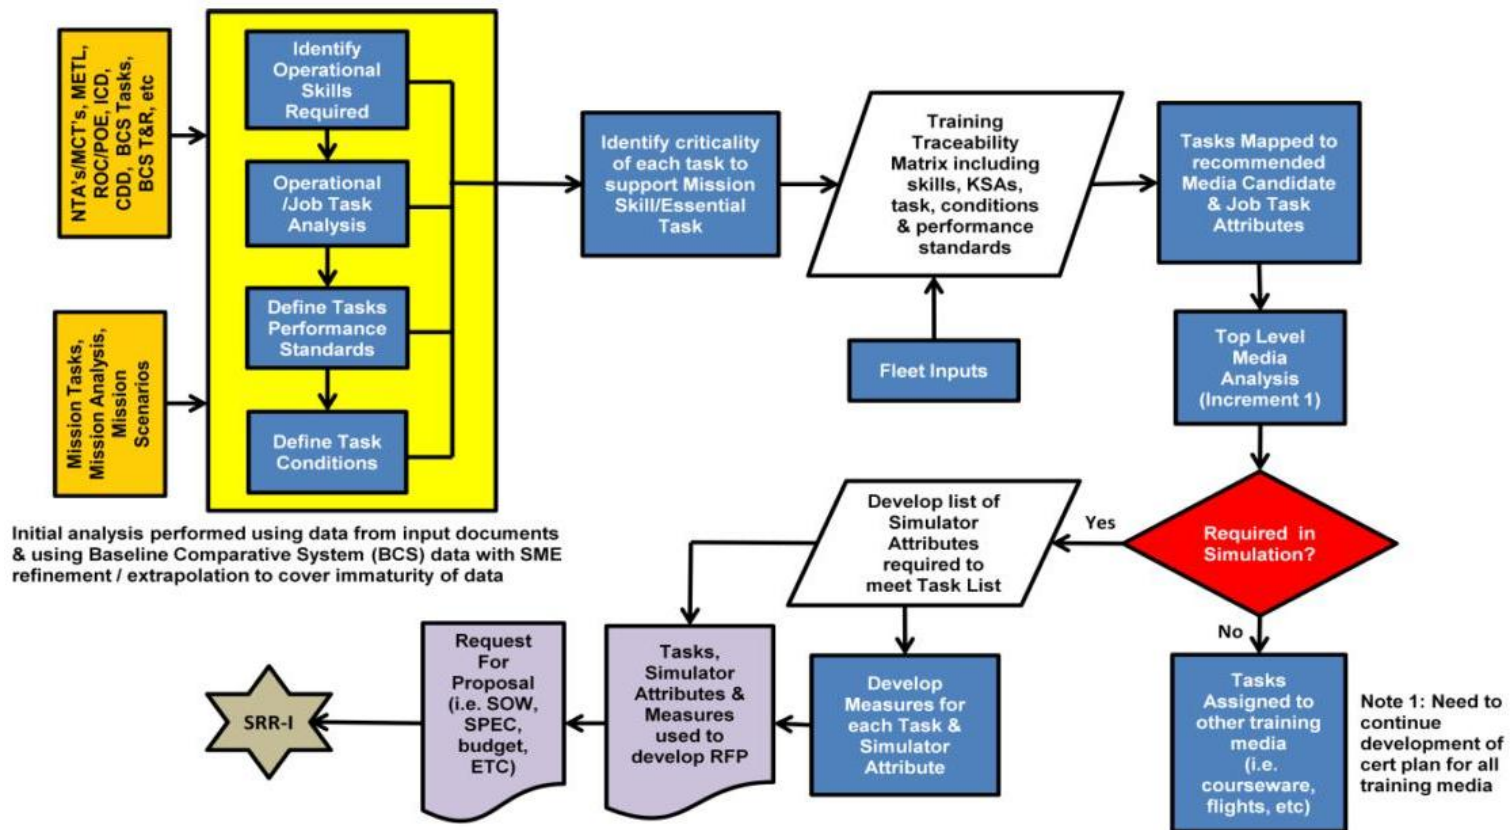 NTA's/MCT's, METL,
ROC/POE, ICD,
CDD, BCS Tasks,
BCS T&R, etc
Mission Tasks,
Mission Analysis,
Mission
Scenarios
Identify
Operational
Skills
Required
Operational
/Job Task
Analysis
Define Tasks
Performance
Standards
Define Task
Conditions
Initial analysis performed using data from input documents
& using Baseline Comparative System (BCS) data with SME
refinement / extrapolation to cover immaturity of data
Identify criticality
of each task to
support Mission
Skill/Essential
Task
Training
Traceability
Matrix including
skills, KSAs,
task, conditions
& performance
standards
Fleet Inputs
Tasks Mapped to
recommended
Media Candidate
& Job Task
Attributes
Top Level
Media
Analysis
(Increment 1)
Required in
Simulation?
Yes
No
Develop list of
Simulator
Attributes
required to
meet Task List
Tasks
Assigned to
other training
media
(i.e.
courseware,
flights, etc)
Note 1: Need to
continue
development of
cert plan for all
training media
Develop
Measures for
each Task &
Simulator
Attribute
Tasks,
Simulator
Attributes &
Measures
used to
develop RFP
Request
For
Proposal
(i.e. SOW,
SPEC,
budget,
ETC)
SRR-I